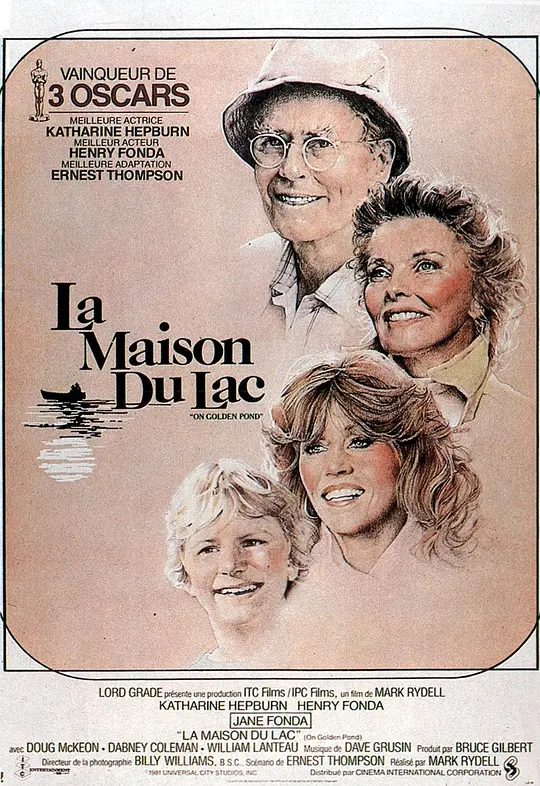 VAINQUEUR DE
3 OSCARS
MEILLEURE ACTRICE
KATHARINE HEPBURN
MEILLEUR ACTEUR
HENRY FONDA
MEILLEURE ADAPTATION
ERNEST THOMPSON
La
Maison
Du Lac
"ON GOLDEN POND"
LORD GRADE présente une production ITC Films / IPC Films, un film de MARK RYDELL
KATHARINE HEPBURN HENRY FONDA
JANE FONDA
"LA MAISON DU LAC" (On Golden Pond)
avec DOUG McKEON • DABNEY COLEMAN • WILLIAM LANTEAU Musique de DAVE GRUSIN Produit par BRUCE GILBERT
Directeur de la photographie BILLY WILLIAMS, B.S.C. Scénario de ERNEST THOMPSON Réalisé par MARK RYDELL
ITC ENTERTAINMENT
1981 UNIVERSAL CITY STUDIOS, INC.
Distribué par CINEMA INTERNATIONAL CORPORATION